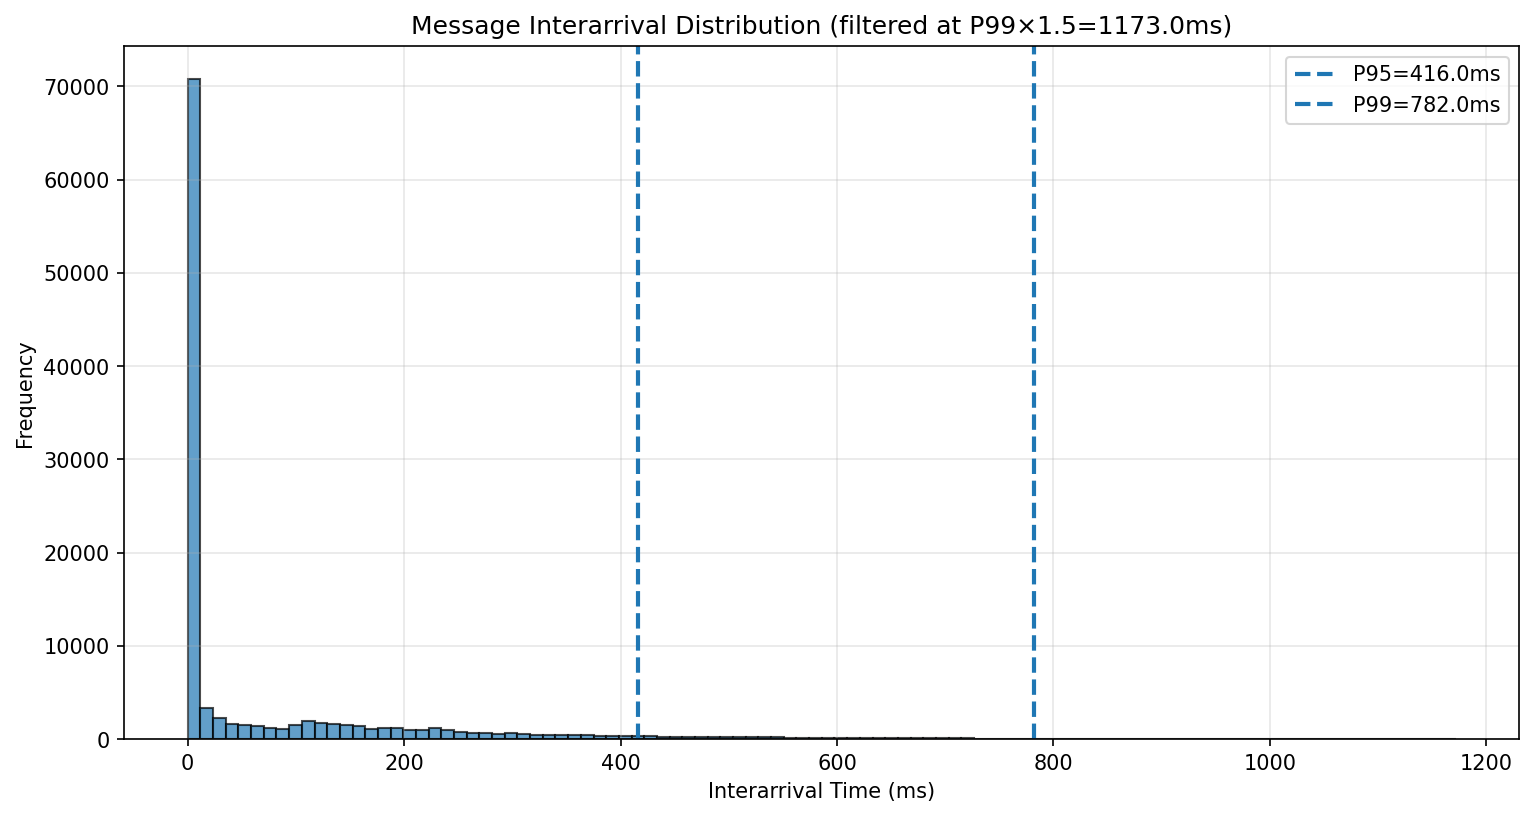 Message Interarrival Distribution (filtered at P99×1.5=1173.0ms)
P95=416.0ms
P99=782.0ms
Frequency
70000
60000
50000
40000
30000
20000
10000
0
0 200 400 600 800 1000 1200
Interarrival Time (ms)